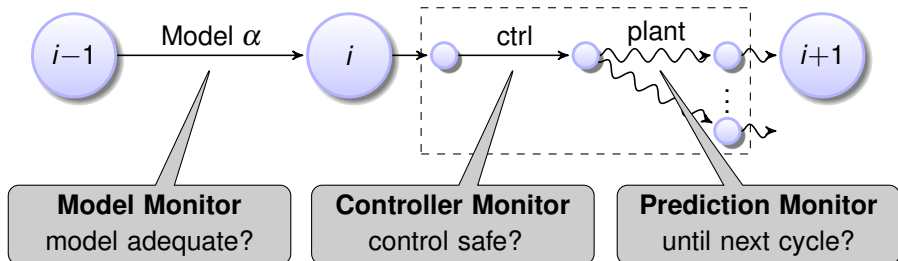 Model α
ctrl
plant
i−1
i
i+1
⋮
Model Monitor
model adequate?
Controller Monitor
control safe?
Prediction Monitor
until next cycle?